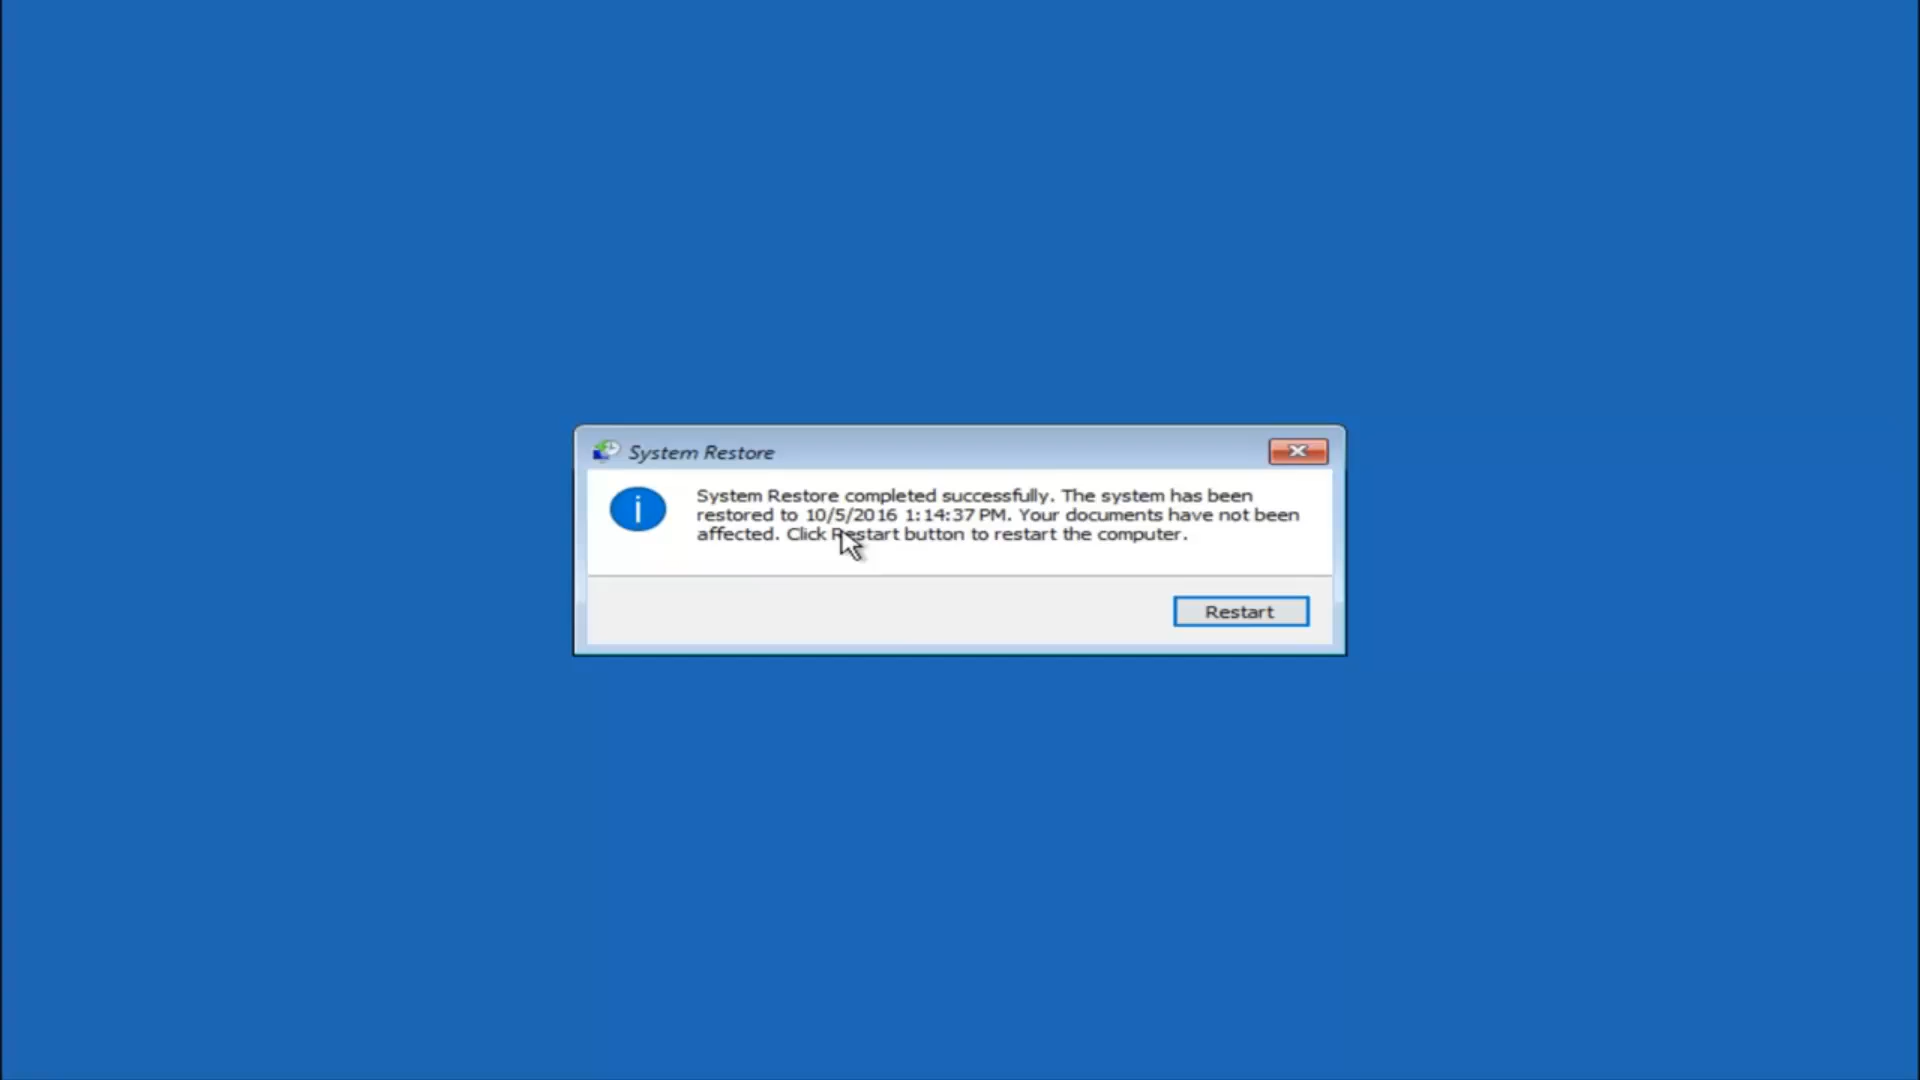 System Restore
System Restore completed successfully. The system has been
restored to 10/5/2016 1:14:37 PM. Your documents have not been
affected. Click Restart button to restart the computer.
Restart